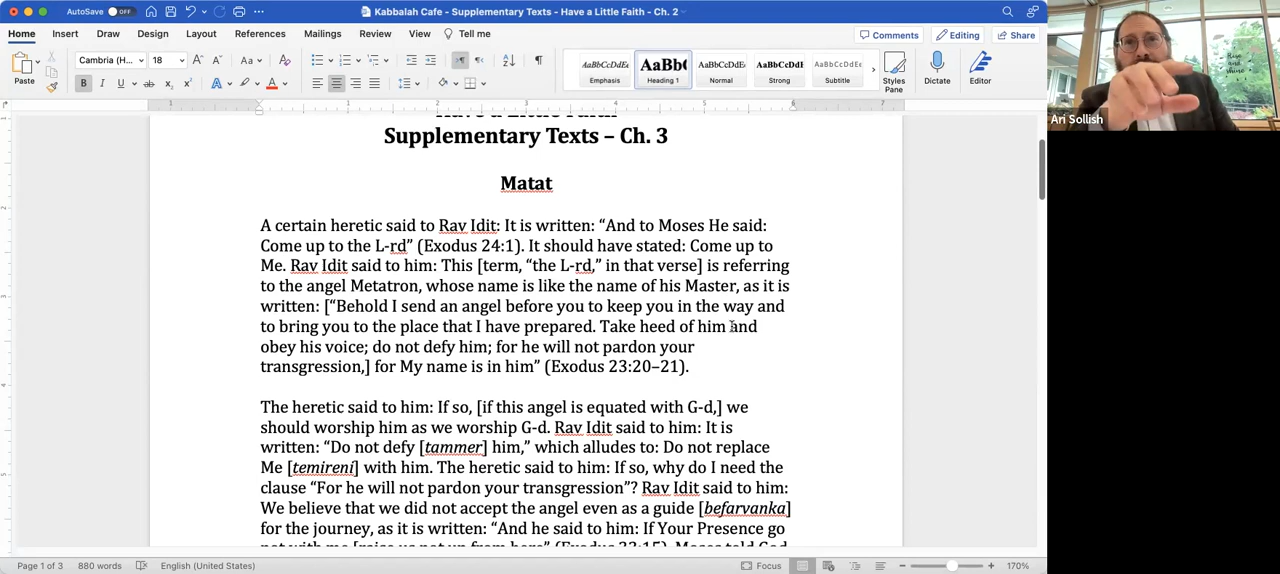 AutoSave OFF
Kabbalah Cafe - Supplementary Texts - Have a Little Faith - Ch. 2
Home Insert Draw Design Layout References Mailings Review View Tell me
Comments Editing Share
Paste
Cambria (H... 18
Emphasis Heading 1 Normal Strong Subtitle
Styles Pane
Dictate
Editor
Ari Sollish
Supplementary Texts – Ch. 3
Matat
A certain heretic said to Rav Idit: It is written: “And to Moses He said:
Come up to the L-rd” (Exodus 24:1). It should have stated: Come up to
Me. Rav Idit said to him: This [term, “the L-rd,” in that verse] is referring
to the angel Metatron, whose name is like the name of his Master, as it is
written: [“Behold I send an angel before you to keep you in the way and
to bring you to the place that I have prepared. Take heed of him and
obey his voice; do not defy him; for he will not pardon your
transgression,] for My name is in him” (Exodus 23:20–21).
The heretic said to him: If so, [if this angel is equated with G-d,] we
should worship him as we worship G-d. Rav Idit said to him: It is
written: “Do not defy [tammer] him,” which alludes to: Do not replace
Me [temireni] with him. The heretic said to him: If so, why do I need the
clause “For he will not pardon your transgression”? Rav Idit said to him:
We believe that we did not accept the angel even as a guide [befarvanka]
for the journey, as it is written: “And he said to him: If Your Presence go
Page 1 of 3 880 words English (United States) Focus 170%